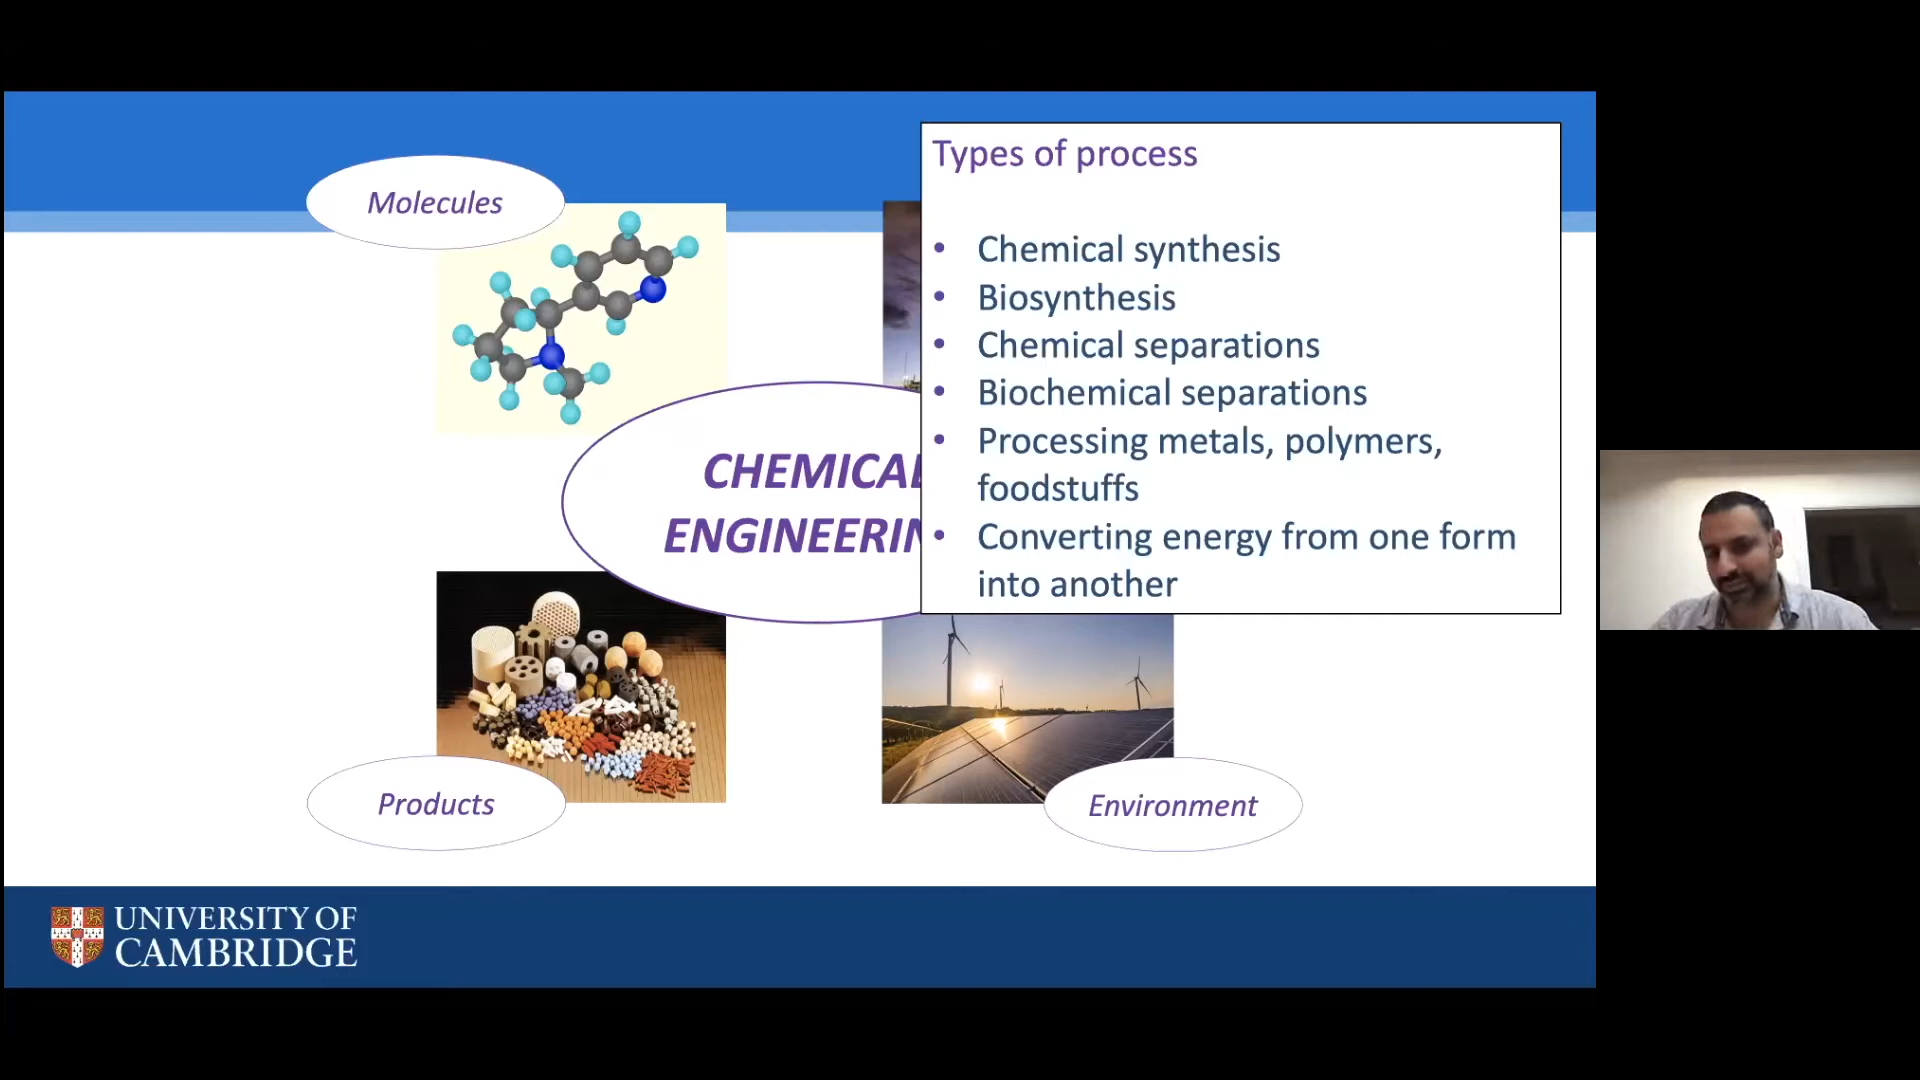 Molecules
CHEMICAL
ENGINEERIN
Products
Types of process
• Chemical synthesis
• Biosynthesis
• Chemical separations
• Biochemical separations
• Processing metals, polymers,
foodstuffs
• Converting energy from one form
into another
Environment
UNIVERSITY OF
CAMBRIDGE